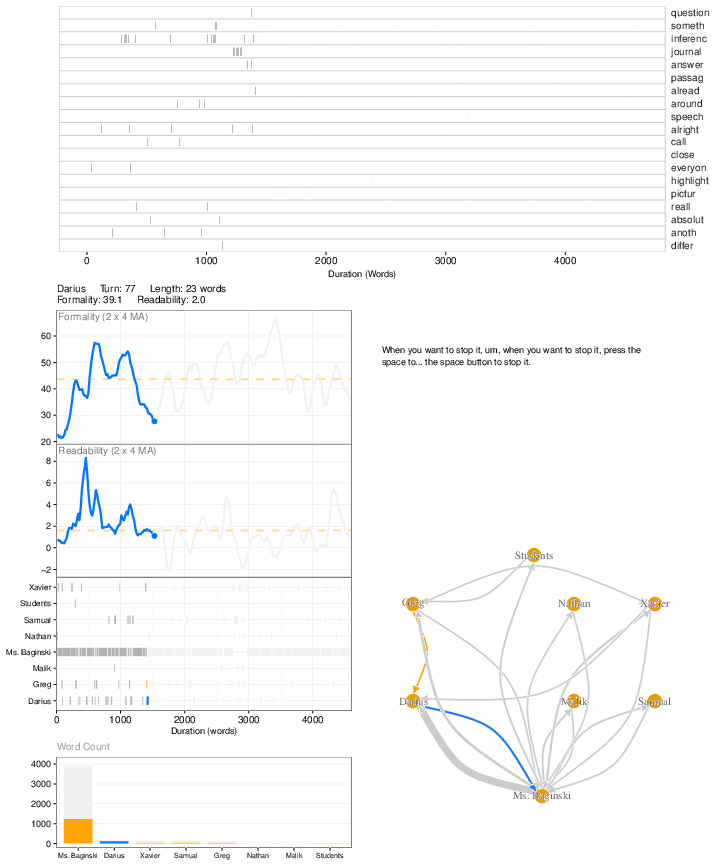 question
someth
inferenc
journal
answer
passag
alread
around
speech
alright
call
close
everyon
highlight
pictur
reall
absolut
anoth
differ
0 1000 2000 3000 4000
Duration (Words)
Darius Turn: 77 Length: 23 words
Formality: 39.1 Readability: 2.0
Formality (2 x 4 MA)
60
50
40
30
20
When you want to stop it, um, when you want to stop it, press the
space to... the space button to stop it.
Readability (2 x 4 MA)
8
6
4
2
0
−2
Xavier
Students
Samual
Nathan
Ms. Baginski
Malik
Greg
Darius
0 1000 2000 3000 4000
Duration (words)
Students
Greg Nathan Xavier
Darius Malik Samual
Ms. Baginski
Word Count
4000
3000
2000
1000
0
Ms. Baginski Darius Xavier Samual Greg Nathan Malik Students